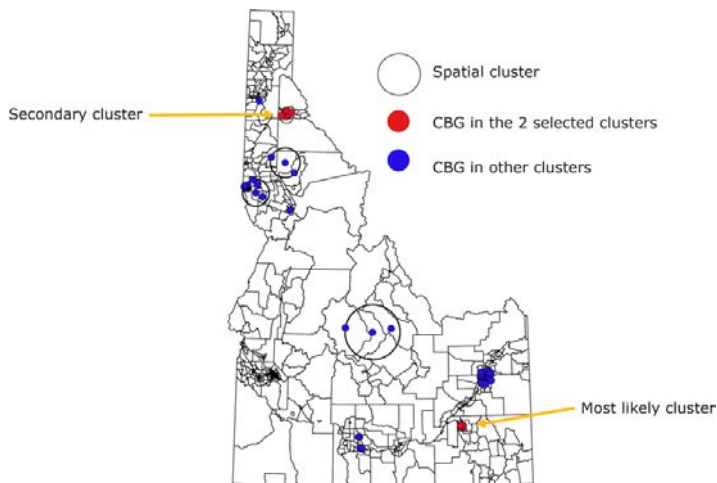 Spatial cluster
Secondary cluster
CBG in the 2 selected clusters
CBG in other clusters
Most likely cluster